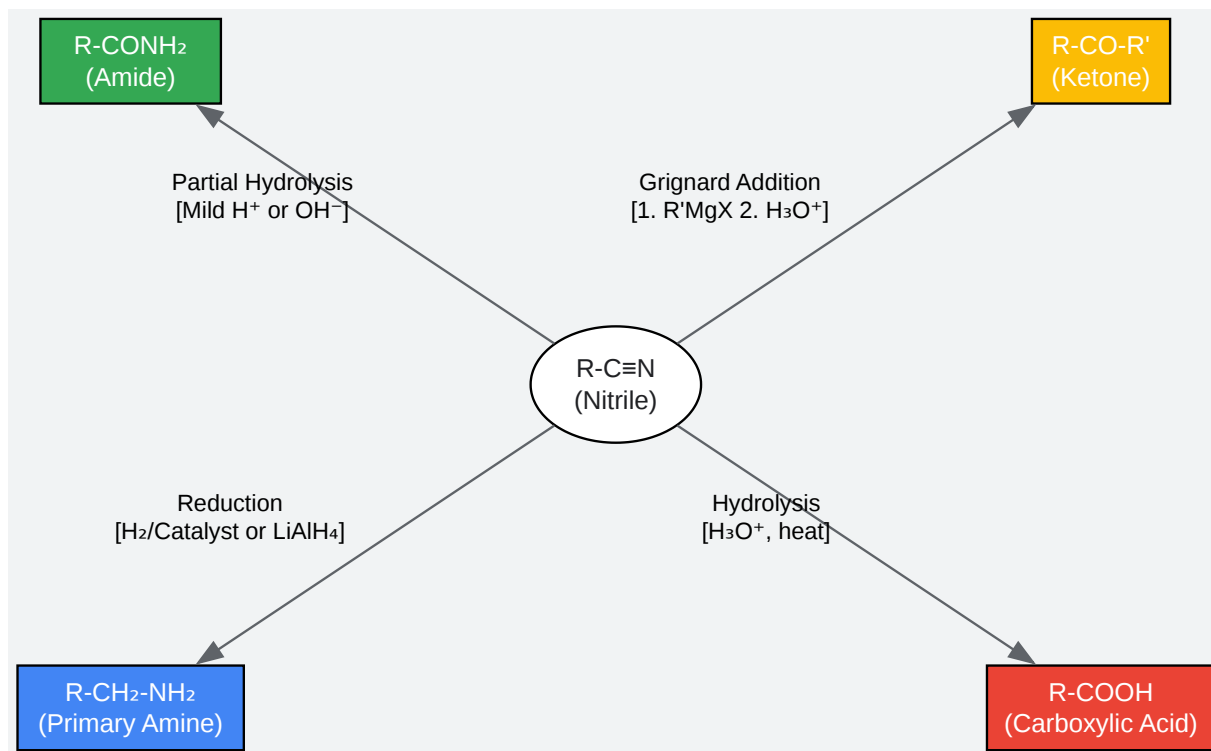 R-CONH₂
(Amide)
R-CO-R'
(Ketone)
Partial Hydrolysis
[Mild H⁺ or OH⁻]
Grignard Addition
[1. R'MgX 2. H₃O⁺]
R-C≡N
(Nitrile)
Reduction
[H₂/Catalyst or LiAlH₄]
Hydrolysis
[H₃O⁺, heat]
R-CH₂-NH₂
(Primary Amine)
R-COOH
(Carboxylic Acid)